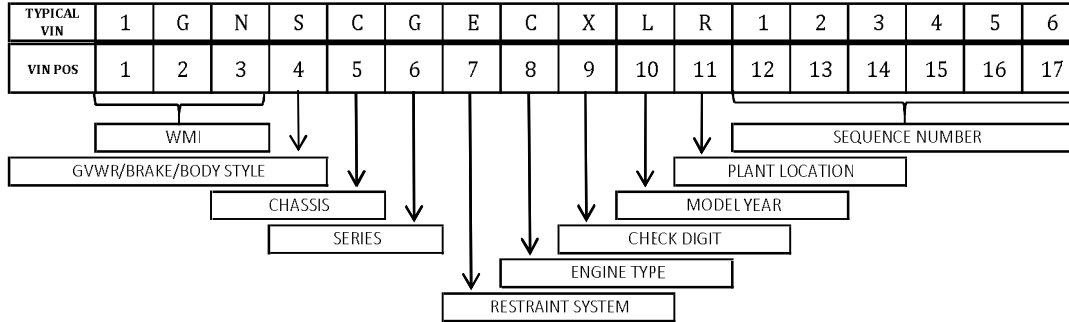 TYPICAL VIN 1 G N S C G E C X L R 1 2 3 4 5 6
VIN POS 1 2 3 4 5 6 7 8 9 10 11 12 13 14 15 16 17
WMI SEQUENCE NUMBER
GVWR/BRAKE/BODY STYLE PLANT LOCATION
CHASSIS MODEL YEAR
SERIES CHECK DIGIT
ENGINE TYPE
RESTRAINT SYSTEM